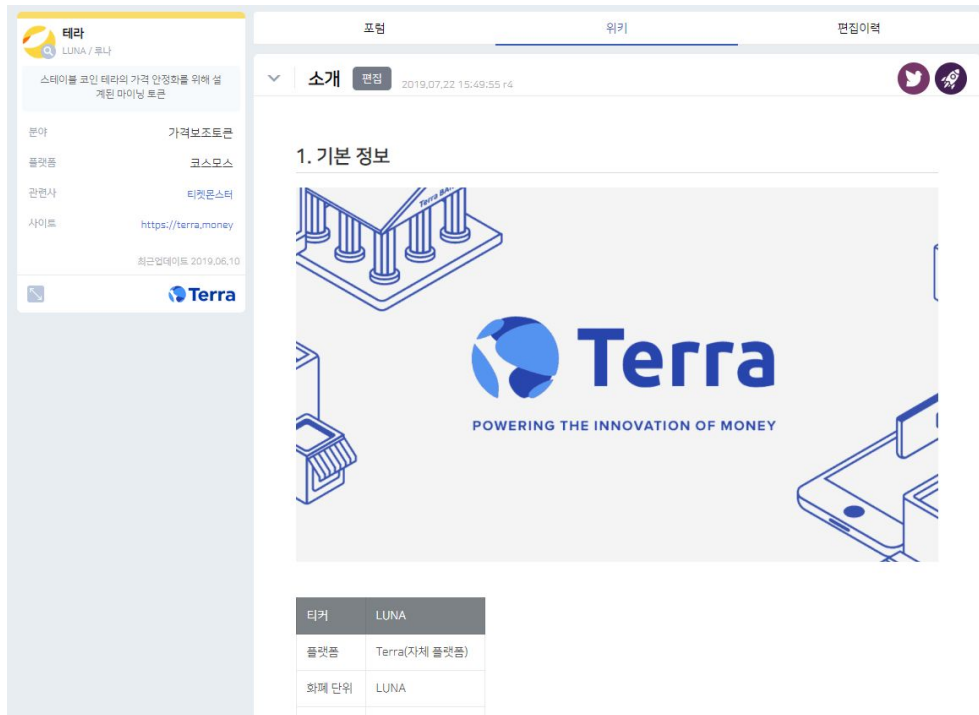 테라
LUNA / 루나
스테이블 코인 테라의 가격 안정화를 위해 설
계된 마이닝 토큰
분야 가격보조토큰
플랫폼 코스모스
관련사 티켓몬스터
사이트 https://terra.money
최근업데이트 2019.06.10
Terra
포럼 위키 편집이력
소개 편집 2019.07.22 15:49:55 r4
1. 기본 정보
Terra BAN
Terra
POWERING THE INNOVATION OF MONEY
티커 LUNA
플랫폼 Terra(자체 플랫폼)
화폐 단위 LUNA